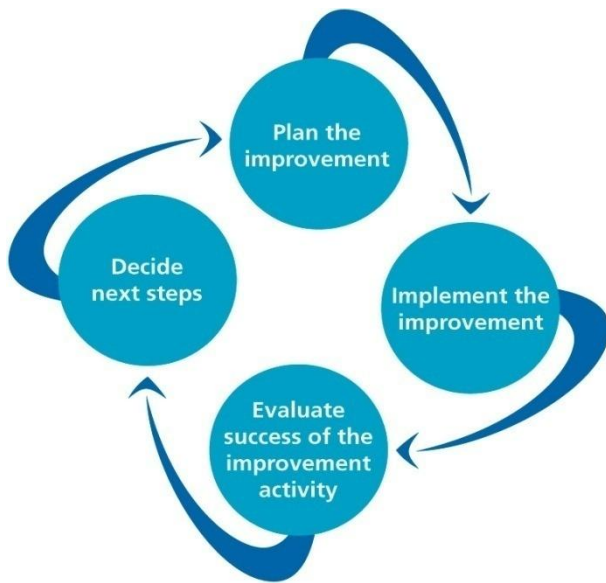 Plan the
improvement
Implement the
improvement
Evaluate
success of the
improvement
activity
Decide
next steps